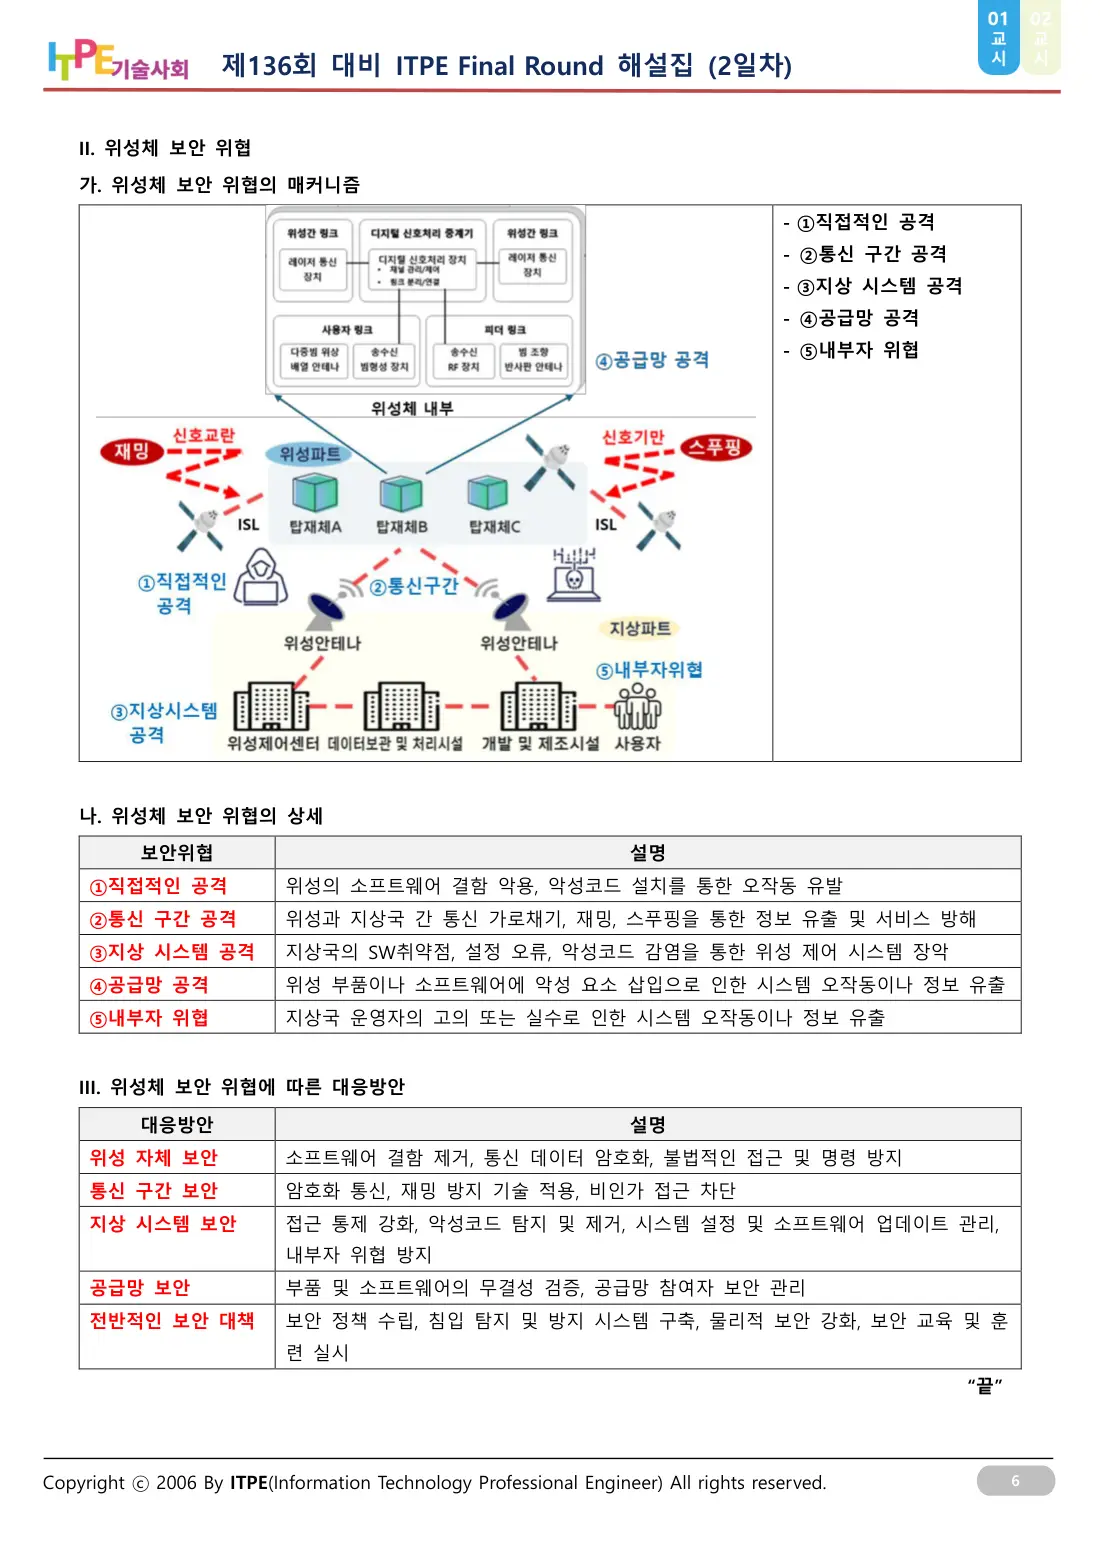 01
교
시
02
교
시
ITPE기술사회
제136회 대비 ITPE Final Round 해설집 (2일차)
II. 위성체 보안 위협
가. 위성체 보안 위협의 매커니즘
위성간 링크
디지털 신호처리 중계기
위성간 링크
레이저 통신
장치
디지털 신호처리 장치
• 채널 관리/제어
• 링크 분리/연결
레이저 통신
장치
사용자 링크
피더 링크
다중빔 위상
배열 안테나
송수신
빔형성 장치
송수신
RF 장치
빔 조향
반사판 안테나
④공급망 공격
위성체 내부
재밍
신호교란
위성파트
신호기만
스푸핑
ISL
탑재체A
탑재체B
탑재체C
ISL
①직접적인
공격
②통신구간
지상파트
위성안테나
위성안테나
⑤내부자위협
③지상시스템
공격
위성제어센터
데이터보관 및 처리시설
개발 및 제조시설
사용자
- ①직접적인 공격
- ②통신 구간 공격
- ③지상 시스템 공격
- ④공급망 공격
- ⑤내부자 위협
나. 위성체 보안 위협의 상세
보안위협 설명
①직접적인 공격 위성의 소프트웨어 결함 악용, 악성코드 설치를 통한 오작동 유발
②통신 구간 공격 위성과 지상국 간 통신 가로채기, 재밍, 스푸핑을 통한 정보 유출 및 서비스 방해
③지상 시스템 공격 지상국의 SW취약점, 설정 오류, 악성코드 감염을 통한 위성 제어 시스템 장악
④공급망 공격 위성 부품이나 소프트웨어에 악성 요소 삽입으로 인한 시스템 오작동이나 정보 유출
⑤내부자 위협 지상국 운영자의 고의 또는 실수로 인한 시스템 오작동이나 정보 유출
III. 위성체 보안 위협에 따른 대응방안
대응방안 설명
위성 자체 보안 소프트웨어 결함 제거, 통신 데이터 암호화, 불법적인 접근 및 명령 방지
통신 구간 보안 암호화 통신, 재밍 방지 기술 적용, 비인가 접근 차단
지상 시스템 보안 접근 통제 강화, 악성코드 탐지 및 제거, 시스템 설정 및 소프트웨어 업데이트 관리,
내부자 위협 방지
공급망 보안 부품 및 소프트웨어의 무결성 검증, 공급망 참여자 보안 관리
전반적인 보안 대책 보안 정책 수립, 침입 탐지 및 방지 시스템 구축, 물리적 보안 강화, 보안 교육 및 훈
련 실시
“끝”
Copyright ⓒ 2006 By ITPE(Information Technology Professional Engineer) All rights reserved.
6